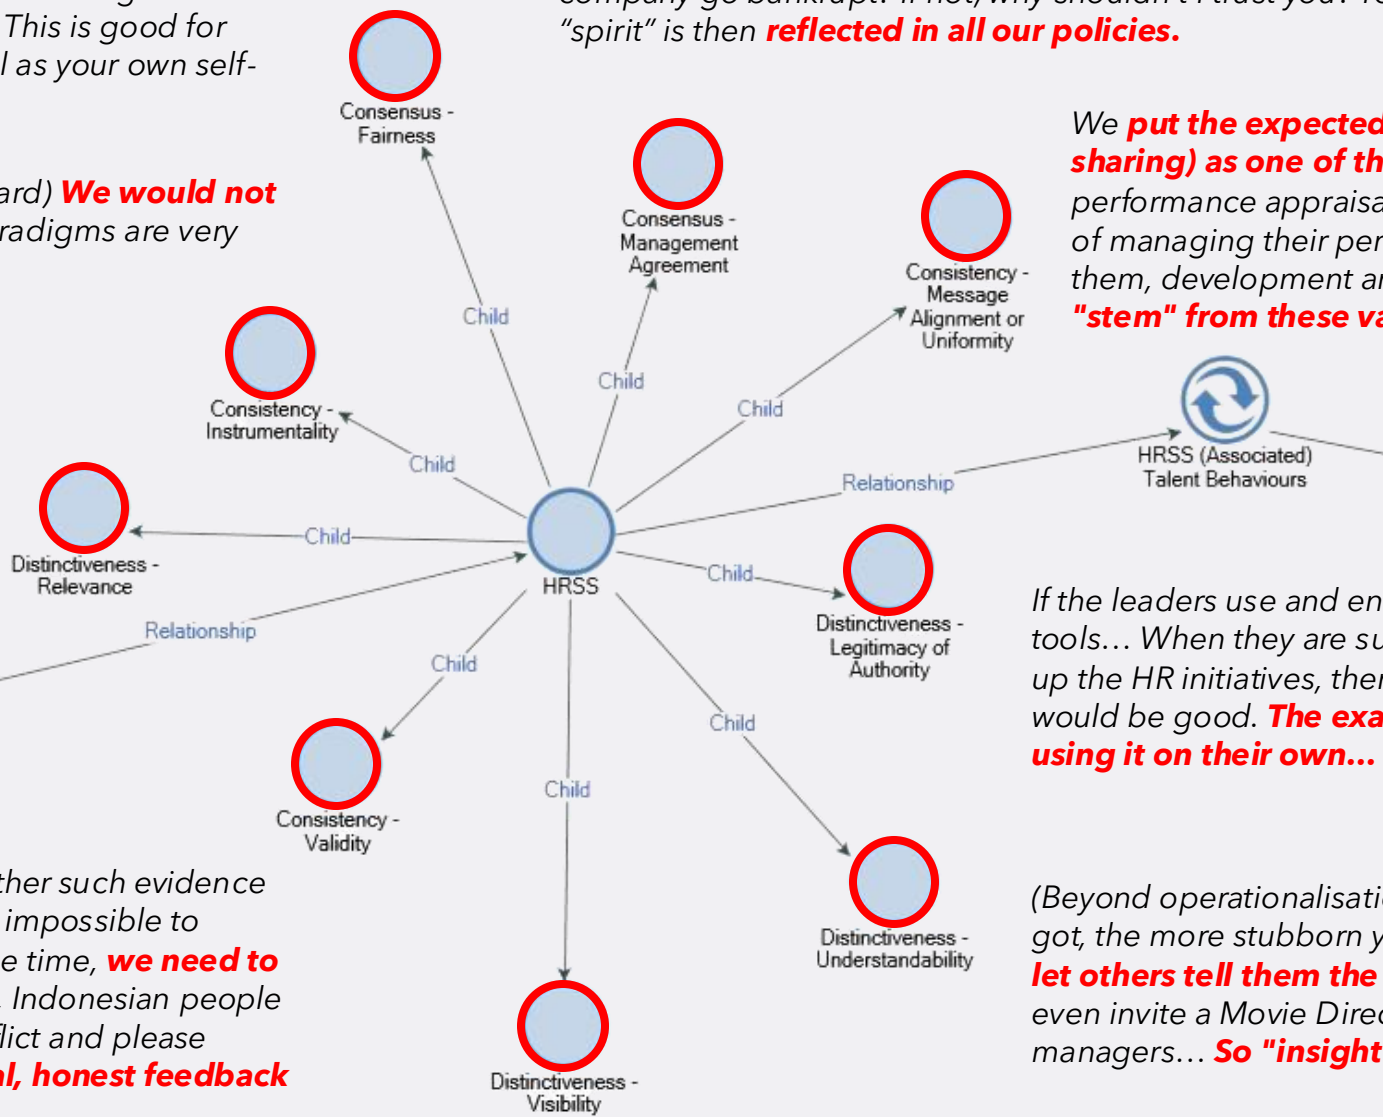 This is good for
l as your own self-
“spirit” is then reflected in all our policies.
Consensus -
Fairness
ard) We would not
radigms are very
Consensus -
Management
Agreement
We put the expected
sharing) as one of th
performance appraisa
of managing their per
them, development a
"stem" from these va
Consistency -
Message
Alignment or
Uniformity
Child
Child
Child
Consistency -
Instrumentality
Child
HRSS (Associated)
Talent Behaviours
Relationship
Child
Distinctiveness -
Relevance
HRSS
Child
Relationship
Distinctiveness -
Legitimacy of
Authority
If the leaders use and en
tools... When they are su
up the HR initiatives, ther
would be good. The exa
using it on their own...
Child
Child
Child
Consistency -
Validity
ther such evidence
impossible to
e time, we need to
Indonesian people
flict and please
al, honest feedback
Distinctiveness -
Understandability
(Beyond operationalisatio
got, the more stubborn y
let others tell them the
even invite a Movie Direc
managers... So "insight
Distinctiveness -
Visibility